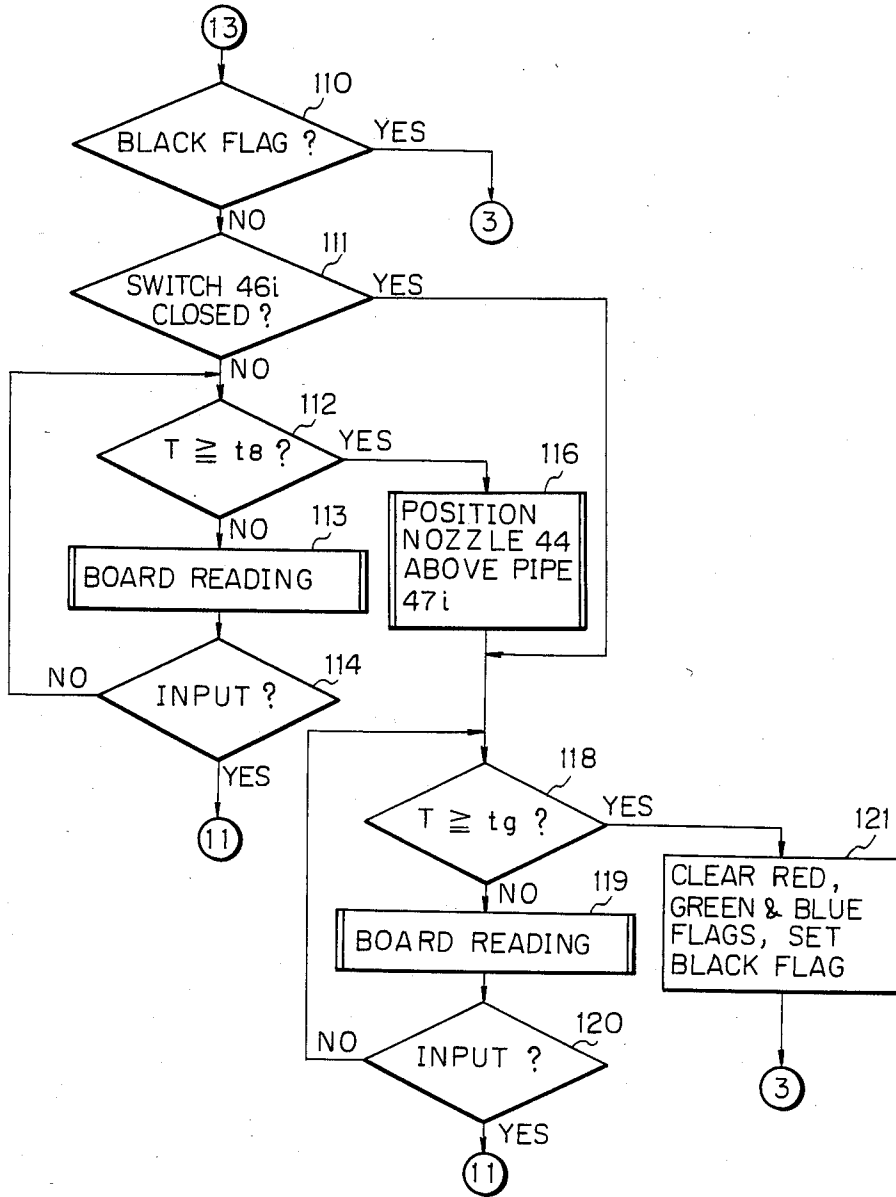 13
110
BLACK FLAG ?
YES
3
NO
111
SWITCH 46i
CLOSED ?
YES
NO
112
T ≧ t8 ?
YES
116
POSITION
NOZZLE 44
ABOVE PIPE
47i
NO
113
BOARD READING
114
INPUT ?
NO
YES
11
118
T ≧ t9 ?
YES
121
CLEAR RED,
GREEN & BLUE
FLAGS, SET
BLACK FLAG
3
NO
119
BOARD READING
120
INPUT ?
NO
YES
11